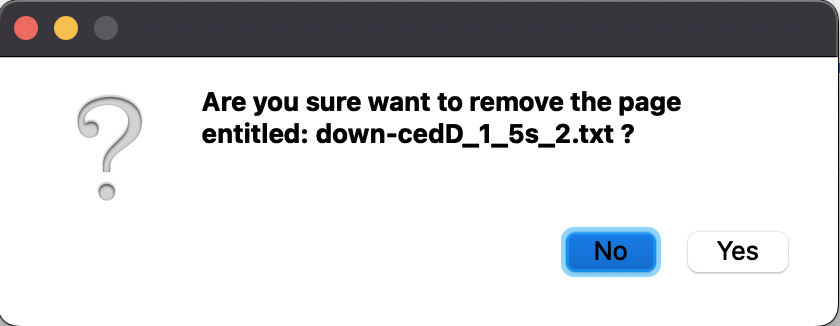 Are you sure want to remove the page
entitled: down-cedD_1_5s_2.txt ?
No
Yes